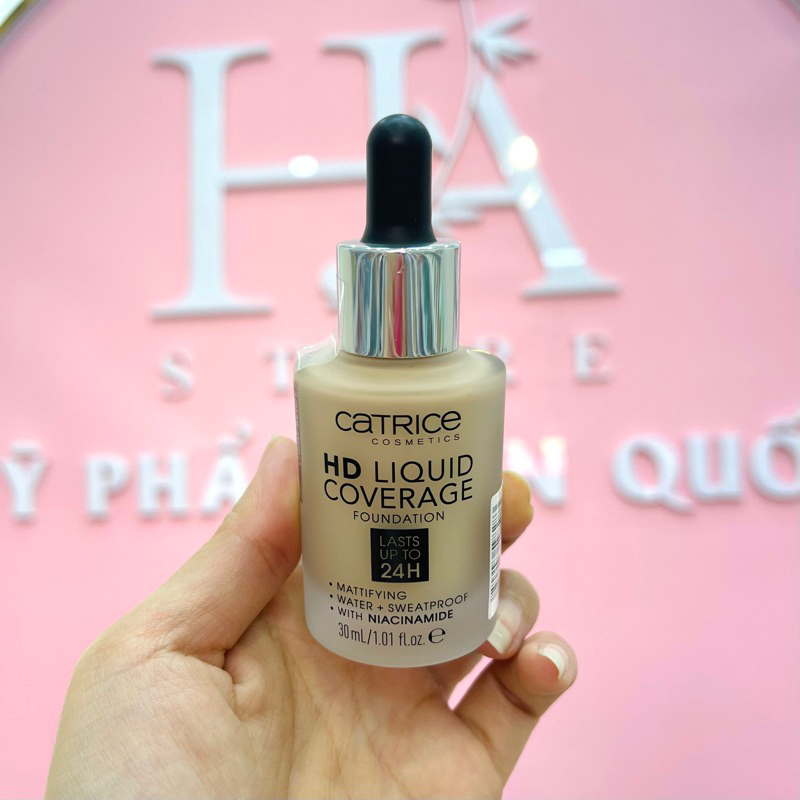 HA
STORE
Ỹ PHẨ N QUỐ
CATRICE
COSMETICS
HD LIQUID
COVERAGE
FOUNDATION
LASTS
UP TO
24H
• MATTIFYING
• WATER + SWEATPROOF
• WITH NIACINAMIDE
30 mL/1.01 fl.oz. e